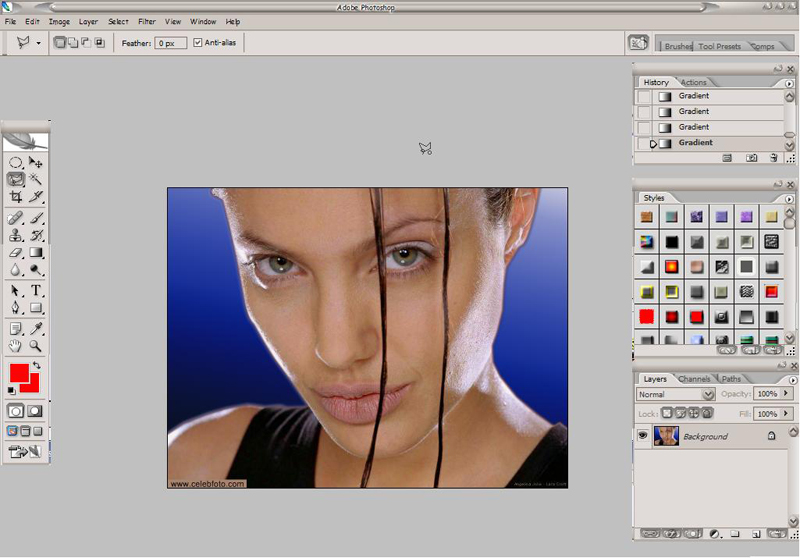 Adobe Photoshop
File Edit Image Layer Select Filter View Window Help
Feather: 0 px Anti-alias
Brushes Tool Presets Comps
History Actions
Gradient
Gradient
Gradient
Gradient
Styles
T
Layers Channels Paths
Normal Opacity: 100%
Lock: Fill: 100%
Background
www.celebfoto.com